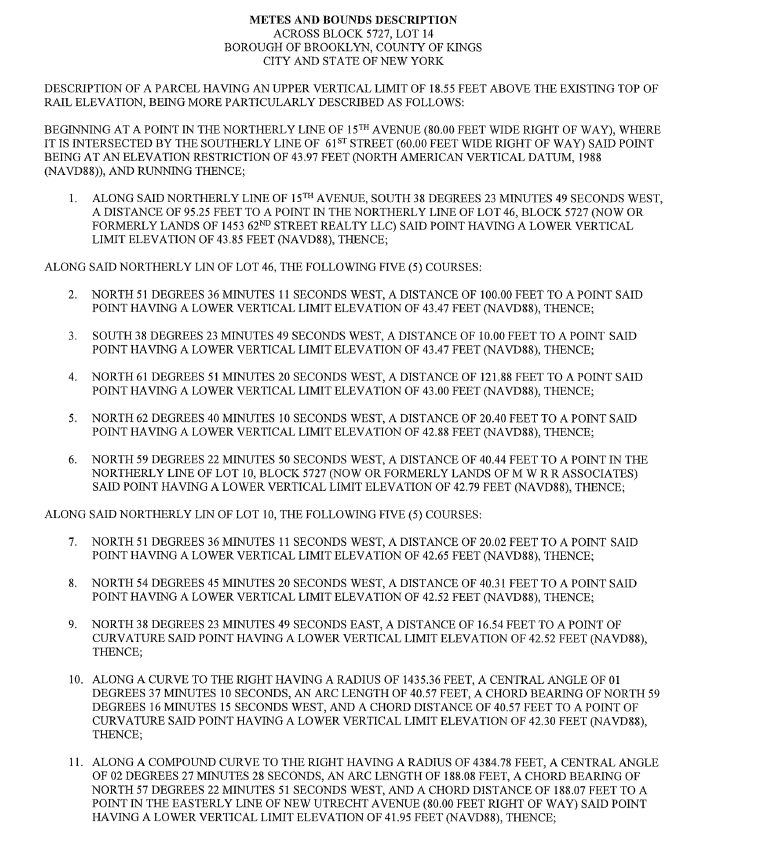 METES AND BOUNDS DESCRIPTION
ACROSS BLOCK 5727, LOT 14
BOROUGH OF BROOKLYN, COUNTY OF KINGS
CITY AND STATE OF NEW YORK
DESCRIPTION OF A PARCEL HAVING AN UPPER VERTICAL LIMIT OF 18.55 FEET ABOVE THE EXISTING TOP OF
RAIL ELEVATION, BEING MORE PARTICULARLY DESCRIBED AS FOLLOWS:
BEGINNING AT A POINT IN THE NORTHERLY LINE OF 15TH AVENUE (80.00 FEET WIDE RIGHT OF WAY), WHERE
IT IS INTERSECTED BY THE SOUTHERLY LINE OF 61ST STREET (60.00 FEET WIDE RIGHT OF WAY) SAID POINT
BEING AT AN ELEVATION RESTRICTION OF 43.97 FEET (NORTH AMERICAN VERTICAL DATUM, 1988
(NAVD88)), AND RUNNING THENCE;
1. ALONG SAID NORTHERLY LINE OF 15TH AVENUE, SOUTH 38 DEGREES 23 MINUTES 49 SECONDS WEST,
A DISTANCE OF 95.25 FEET TO A POINT IN THE NORTHERLY LINE OF LOT 46, BLOCK 5727 (NOW OR
FORMERLY LANDS OF 1453 62ND STREET REALTY LLC) SAID POINT HAVING A LOWER VERTICAL
LIMIT ELEVATION OF 43.85 FEET (NAVD88), THENCE;
ALONG SAID NORTHERLY LIN OF LOT 46, THE FOLLOWING FIVE (5) COURSES:
2. NORTH 51 DEGREES 36 MINUTES 11 SECONDS WEST, A DISTANCE OF 100.00 FEET TO A POINT SAID
POINT HAVING A LOWER VERTICAL LIMIT ELEVATION OF 43.47 FEET (NAVD88), THENCE;
3. SOUTH 38 DEGREES 23 MINUTES 49 SECONDS WEST, A DISTANCE OF 10.00 FEET TO A POINT SAID
POINT HAVING A LOWER VERTICAL LIMIT ELEVATION OF 43.47 FEET (NAVD88), THENCE;
4. NORTH 61 DEGREES 51 MINUTES 20 SECONDS WEST, A DISTANCE OF 121.88 FEET TO A POINT SAID
POINT HAVING A LOWER VERTICAL LIMIT ELEVATION OF 43.00 FEET (NAVD88), THENCE;
5. NORTH 62 DEGREES 40 MINUTES 10 SECONDS WEST, A DISTANCE OF 20.40 FEET TO A POINT SAID
POINT HAVING A LOWER VERTICAL LIMIT ELEVATION OF 42.88 FEET (NAVD88), THENCE;
6. NORTH 59 DEGREES 22 MINUTES 50 SECONDS WEST, A DISTANCE OF 40.44 FEET TO A POINT IN THE
NORTHERLY LINE OF LOT 10, BLOCK 5727 (NOW OR FORMERLY LANDS OF M W R R ASSOCIATES)
SAID POINT HAVING A LOWER VERTICAL LIMIT ELEVATION OF 42.79 FEET (NAVD88), THENCE;
ALONG SAID NORTHERLY LIN OF LOT 10, THE FOLLOWING FIVE (5) COURSES:
7. NORTH 51 DEGREES 36 MINUTES 11 SECONDS WEST, A DISTANCE OF 20.02 FEET TO A POINT SAID
POINT HAVING A LOWER VERTICAL LIMIT ELEVATION OF 42.65 FEET (NAVD88), THENCE;
8. NORTH 54 DEGREES 45 MINUTES 20 SECONDS WEST, A DISTANCE OF 40.31 FEET TO A POINT SAID
POINT HAVING A LOWER VERTICAL LIMIT ELEVATION OF 42.52 FEET (NAVD88), THENCE;
9. NORTH 38 DEGREES 23 MINUTES 49 SECONDS EAST, A DISTANCE OF 16.54 FEET TO A POINT OF
CURVATURE SAID POINT HAVING A LOWER VERTICAL LIMIT ELEVATION OF 42.52 FEET (NAVD88),
THENCE;
10. ALONG A CURVE TO THE RIGHT HAVING A RADIUS OF 1435.36 FEET, A CENTRAL ANGLE OF 01
DEGREES 37 MINUTES 10 SECONDS, AN ARC LENGTH OF 40.57 FEET, A CHORD BEARING OF NORTH 59
DEGREES 16 MINUTES 15 SECONDS WEST, AND A CHORD DISTANCE OF 40.57 FEET TO A POINT OF
CURVATURE SAID POINT HAVING A LOWER VERTICAL LIMIT ELEVATION OF 42.30 FEET (NAVD88),
THENCE;
11. ALONG A COMPOUND CURVE TO THE RIGHT HAVING A RADIUS OF 4384.78 FEET, A CENTRAL ANGLE
OF 02 DEGREES 27 MINUTES 28 SECONDS, AN ARC LENGTH OF 188.08 FEET, A CHORD BEARING OF
NORTH 57 DEGREES 22 MINUTES 51 SECONDS WEST, AND A CHORD DISTANCE OF 188.07 FEET TO A
POINT IN THE EASTERLY LINE OF NEW UTRECHT AVENUE (80.00 FEET RIGHT OF WAY) SAID POINT
HAVING A LOWER VERTICAL LIMIT ELEVATION OF 41.95 FEET (NAVD88), THENCE;